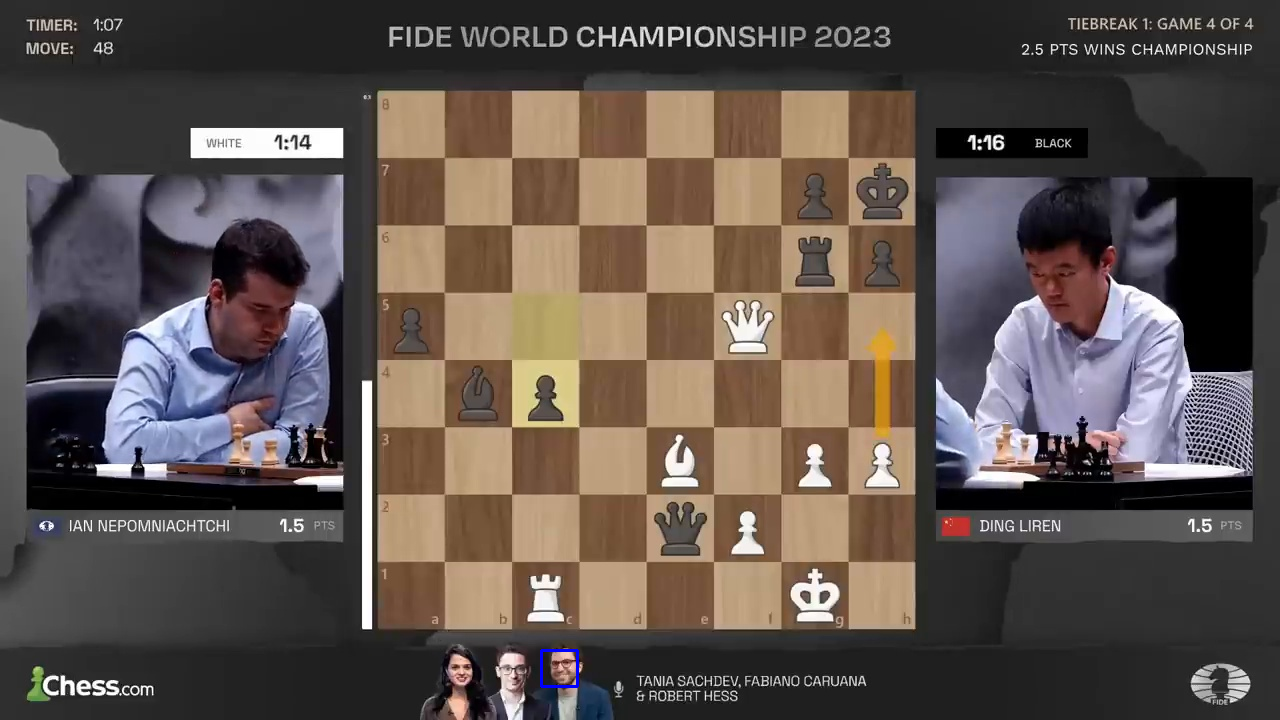 TIMER: 1:07
MOVE: 48
FIDE WORLD CHAMPIONSHIP 2023
TIEBREAK 1: GAME 4 OF 4
2.5 PTS WINS CHAMPIONSHIP
WHITE 1:14
1:16 BLACK
8
7
6
5
4
3
2
1
a b c d e f g h
IAN NEPOMNIACHTCHI 1.5 PTS
DING LIREN 1.5 PTS
Chess.com
TANIA SACHDEV, FABIANO CARUANA
& ROBERT HESS
FIDE